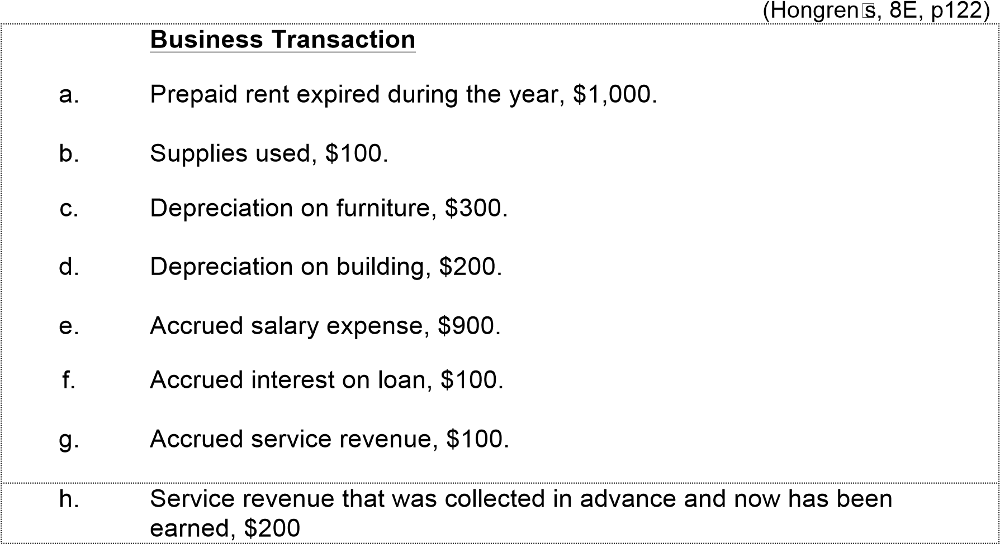 (Hongren s, 8E, p122)
Business Transaction
a. Prepaid rent expired during the year, $1,000.
b. Supplies used, $100.
c. Depreciation on furniture, $300.
d. Depreciation on building, $200.
e. Accrued salary expense, $900.
f. Accrued interest on loan, $100.
g. Accrued service revenue, $100.
h. Service revenue that was collected in advance and now has been
earned, $200